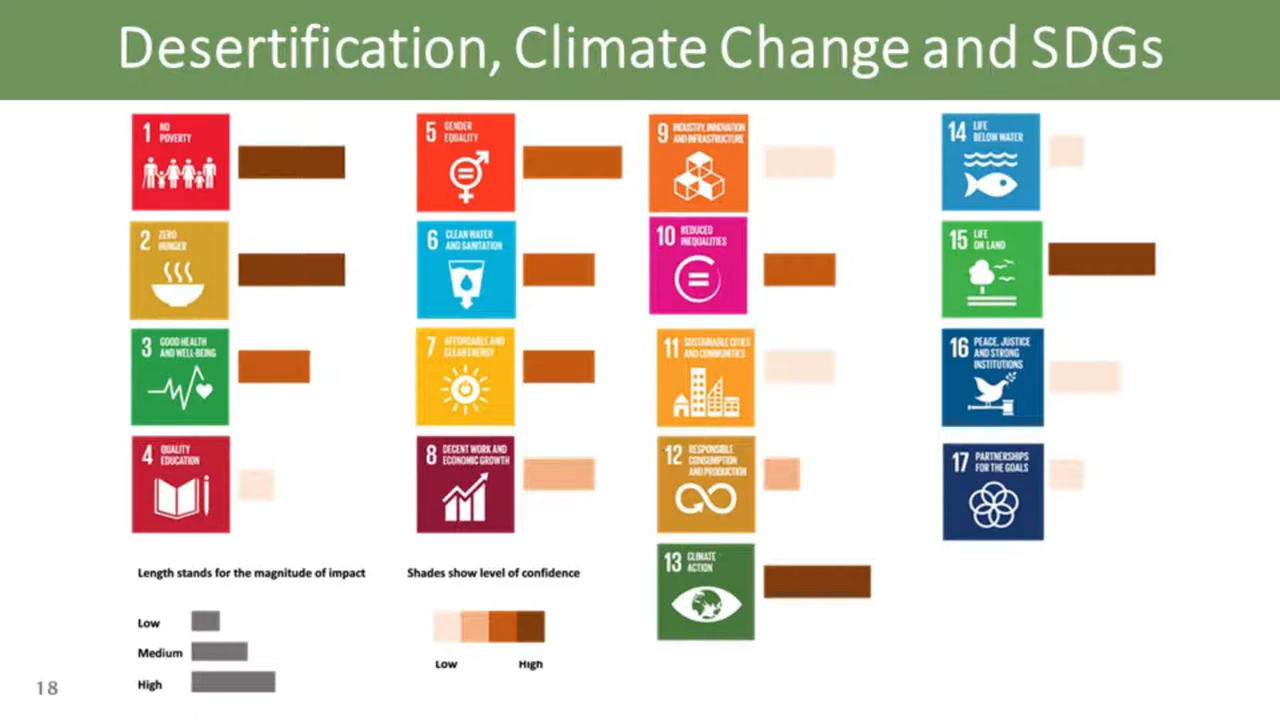 Desertification, Climate Change and SDGs
1 NO
POVERTY
5 GENDER
EQUALITY
9 INDUSTRY, INNOVATION
AND INFRASTRUCTURE
14 LIFE
BELOW WATER
2 ZERO
HUNGER
6 CLEAN WATER
AND SANITATION
10 REDUCED
INEQUALITIES
15 LIFE
ON LAND
3 GOOD HEALTH
AND WELL-BEING
7 AFFORDABLE AND
CLEAN ENERGY
11 SUSTAINABLE CITIES
AND COMMUNITIES
16 PEACE, JUSTICE
AND STRONG
INSTITUTIONS
4 QUALITY
EDUCATION
8 DECENT WORK AND
ECONOMIC GROWTH
12 RESPONSIBLE
CONSUMPTION
AND PRODUCTION
17 PARTNERSHIPS
FOR THE GOALS
13 CLIMATE
ACTION
Length stands for the magnitude of impact
Low
Medium
High
Shades show level of confidence
Low High
18